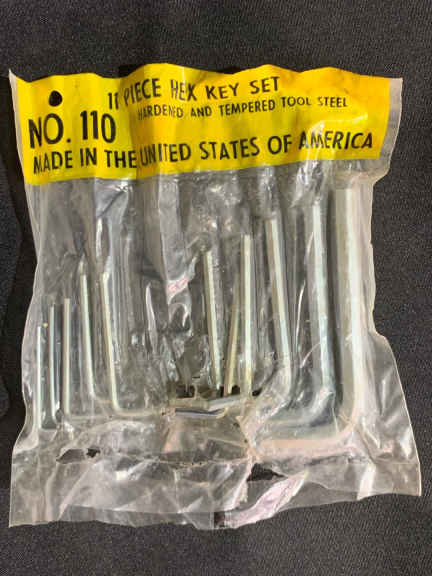 11 PIECE HEX KEY SET
HARDENED AND TEMPERED TOOL STEEL
NO. 110
MADE IN THE UNITED STATES OF AMERICA